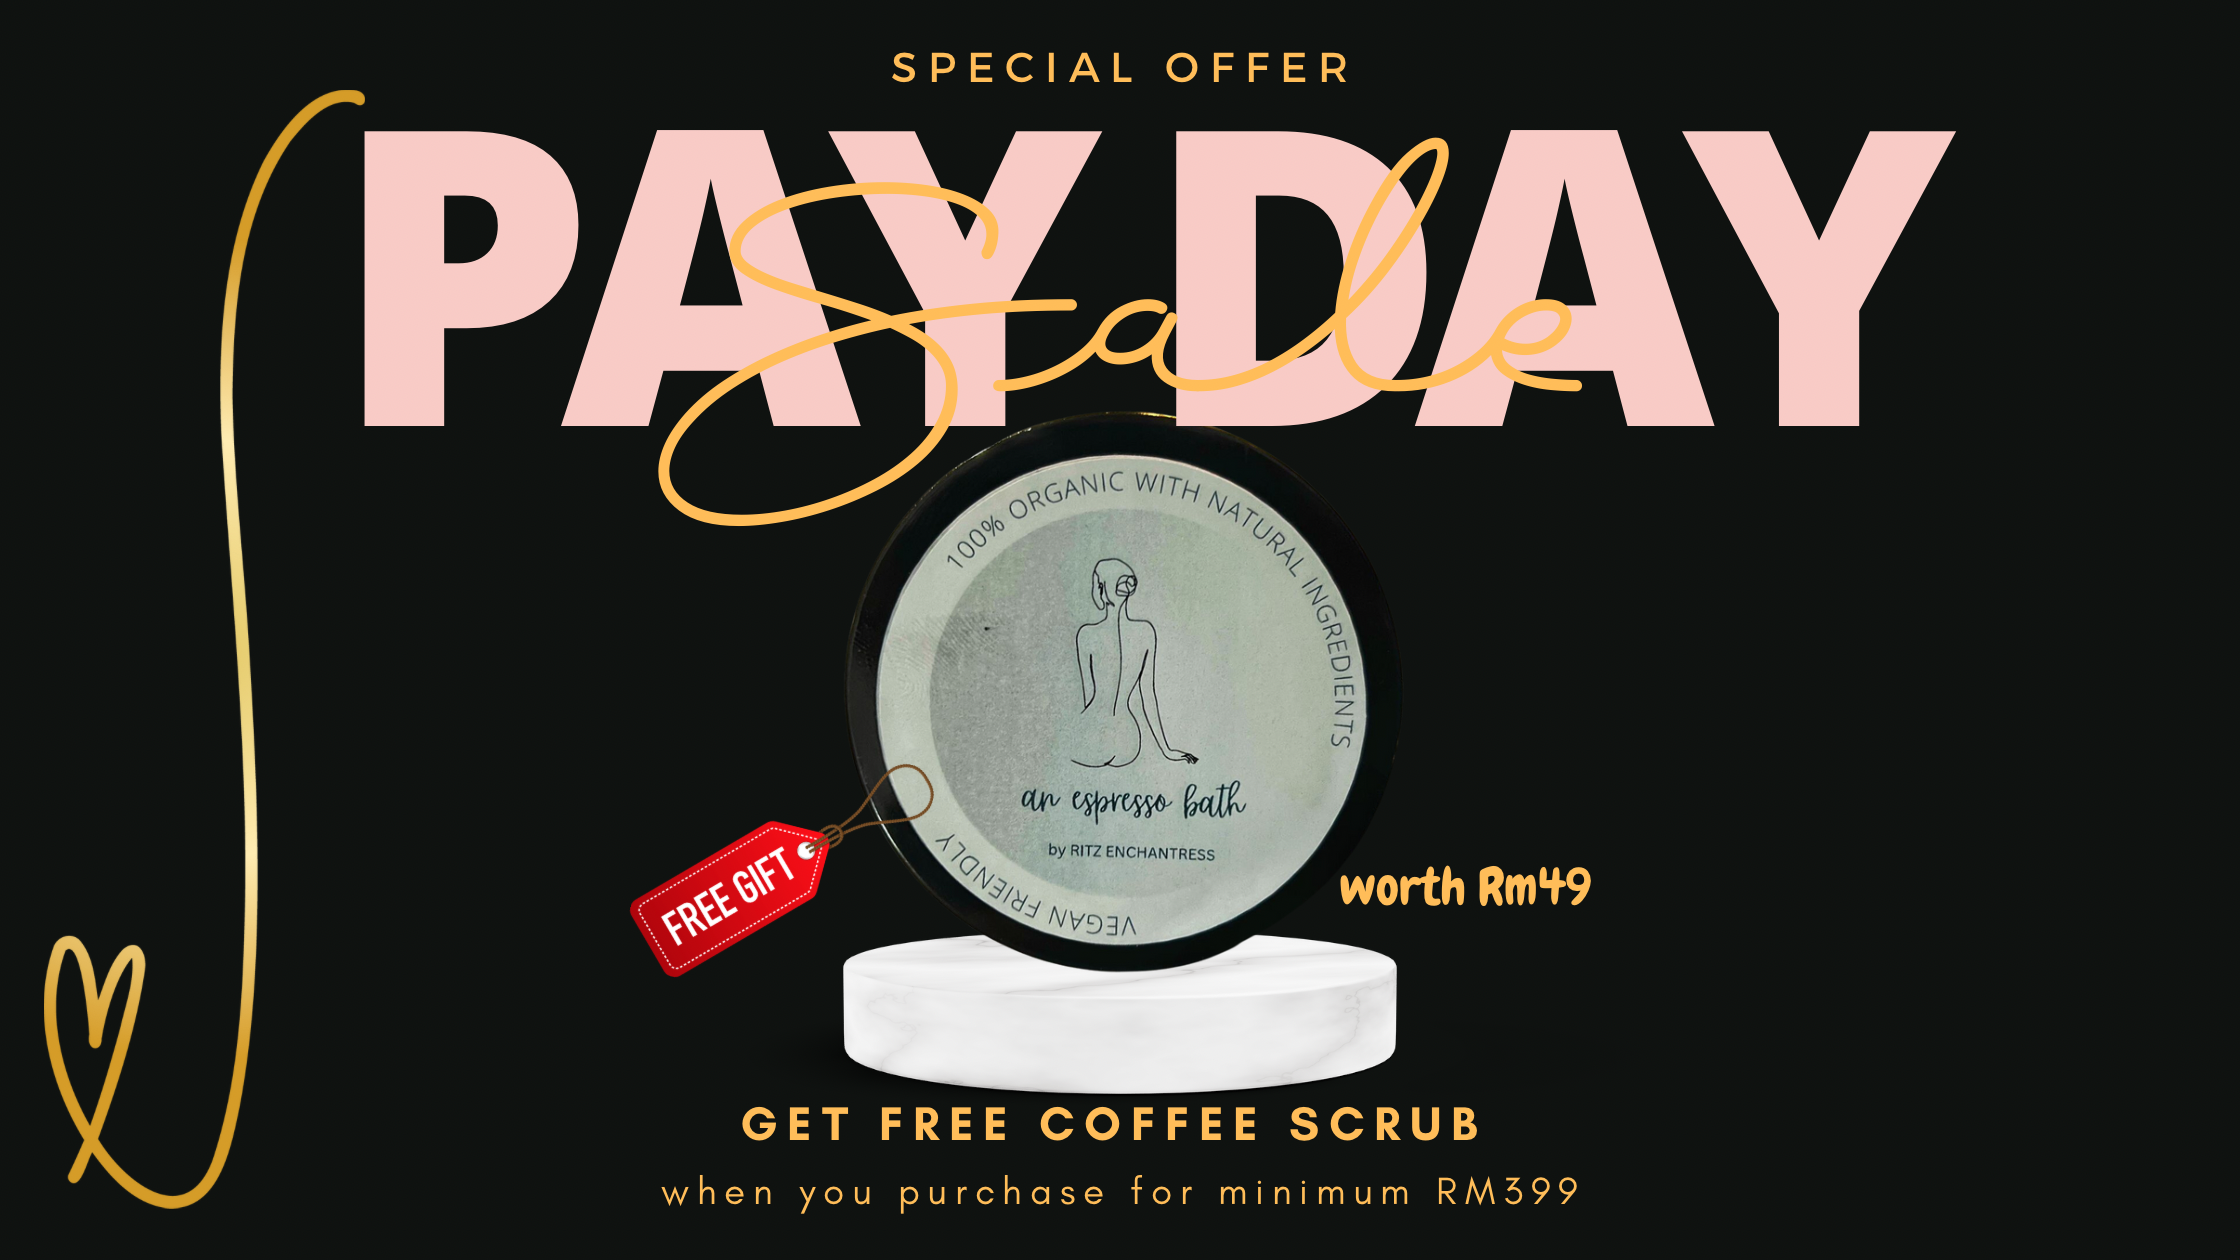 SPECIAL OFFER
PAY DAY
Sale
100% ORGANIC WITH NATURAL INGREDIENTS
an espresso bath
by RITZ ENCHANTRESS
VEGAN FRIENDLY
FREE GIFT
worth Rm49
GET FREE COFFEE SCRUB
when you purchase for minimum RM399